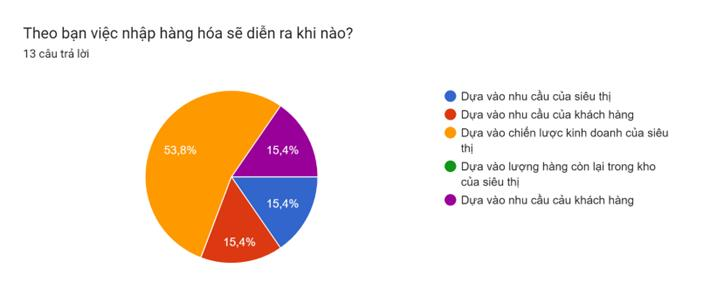 Theo bạn việc nhập hàng hóa sẽ diễn ra khi nào?
13 câu trả lời
53,8%
15,4%
15,4%
15,4%
Dựa vào nhu cầu của siêu thị
Dựa vào nhu cầu của khách hàng
Dựa vào chiến lược kinh doanh của siêu
thị
Dựa vào lượng hàng còn lại trong kho
của siêu thị
Dựa vào nhu cầu cảu khách hàng